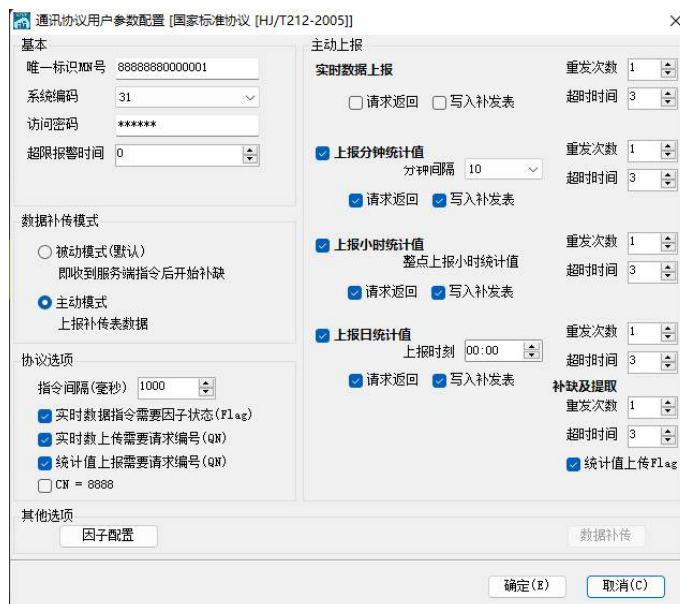 通讯协议用户参数配置 [国家标准协议 [HJ/T212-2005]]
基本
唯一标识MN号 88888880000001
系统编码 31
访问密码 ******
超限报警时间 0
数据补传模式
被动模式(默认)
即收到服务端指令后开始补缺
主动模式
上报补传表数据
协议选项
指令间隔(毫秒) 1000
实时数据指令需要因子状态(Flag)
实时数上传需要请求编号(QN)
统计值上报需要请求编号(QN)
CN = 8888
主动上报
实时数据上报 重发次数 1
超时时间 3
请求返回 写入补发表
上报分钟统计值 重发次数 1
分钟间隔 10 超时时间 3
请求返回 写入补发表
上报小时统计值 重发次数 1
整点上报小时统计值 超时时间 3
请求返回 写入补发表
上报日统计值 重发次数 1
上报时刻 00:00 超时时间 3
请求返回 写入补发表
补缺及提取
重发次数 1
超时时间 3
统计值上传Flag
其他选项
因子配置 数据补传
确定(E) 取消(C)